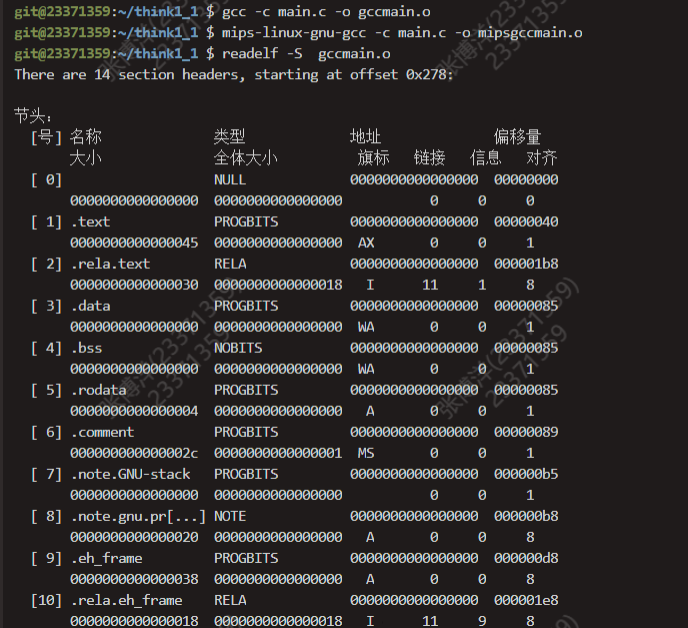 git@23371359:~/think1_1 $ gcc -c main.c -o gccmain.o
git@23371359:~/think1_1 $ mips-linux-gnu-gcc -c main.c -o mipsgccmain.o
git@23371359:~/think1_1 $ readelf -S  gccmain.o
There are 14 section headers, starting at offset 0x278:
节头：
[号] 名称 类型 地址 偏移量
大小 全体大小 旗标 链接 信息 对齐
[ 0] NULL 0000000000000000 00000000
0000000000000000 0000000000000000 0 0 0
[ 1] .text PROGBITS 0000000000000000 00000040
0000000000000045 0000000000000000 AX 0 0 1
[ 2] .rela.text RELA 0000000000000000 000001b8
0000000000000030 0000000000000018 I 11 1 8
[ 3] .data PROGBITS 0000000000000000 00000085
0000000000000000 0000000000000000 WA 0 0 1
[ 4] .bss NOBITS 0000000000000000 00000085
0000000000000000 0000000000000000 WA 0 0 1
[ 5] .rodata PROGBITS 0000000000000000 00000085
0000000000000004 0000000000000000 A 0 0 1
[ 6] .comment PROGBITS 0000000000000000 00000089
000000000000002c 0000000000000001 MS 0 0 1
[ 7] .note.GNU-stack PROGBITS 0000000000000000 000000b5
0000000000000000 0000000000000000 0 0 1
[ 8] .note.gnu.pr[...] NOTE 0000000000000000 000000b8
0000000000000020 0000000000000000 A 0 0 8
[ 9] .eh_frame PROGBITS 0000000000000000 000000d8
0000000000000038 0000000000000000 A 0 0 8
[10] .rela.eh_frame RELA 0000000000000000 000001e8
0000000000000018 0000000000000018 I 11 9 8